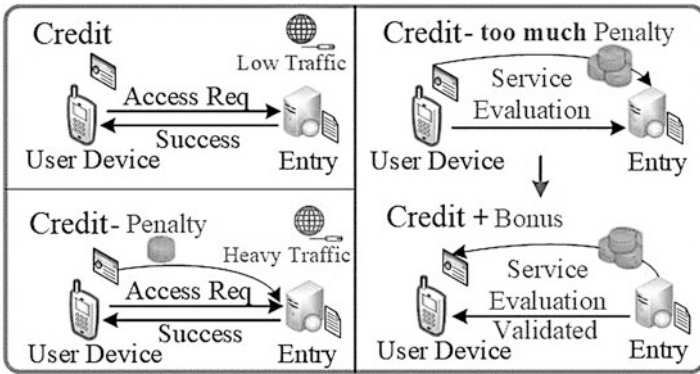 Credit
Low Traffic
Access Req
Success
User Device
Entry
Credit- Penalty
Heavy Traffic
Access Req
Success
User Device
Entry
Credit- too much Penalty
Service
Evaluation
User Device
Entry
Credit + Bonus
Service
Evaluation
Validated
User Device
Entry